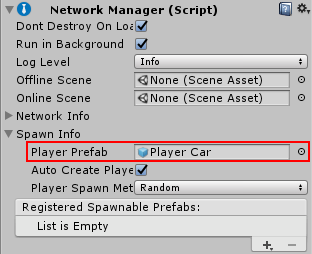 Network Manager (Script)
Dont Destroy On Loa
Run in Background
Log Level Info
Offline Scene None (Scene Asset)
Online Scene None (Scene Asset)
Network Info
Spawn Info
Player Prefab Player Car
Auto Create Playe
Player Spawn Met Random
Registered Spawnable Prefabs:
List is Empty